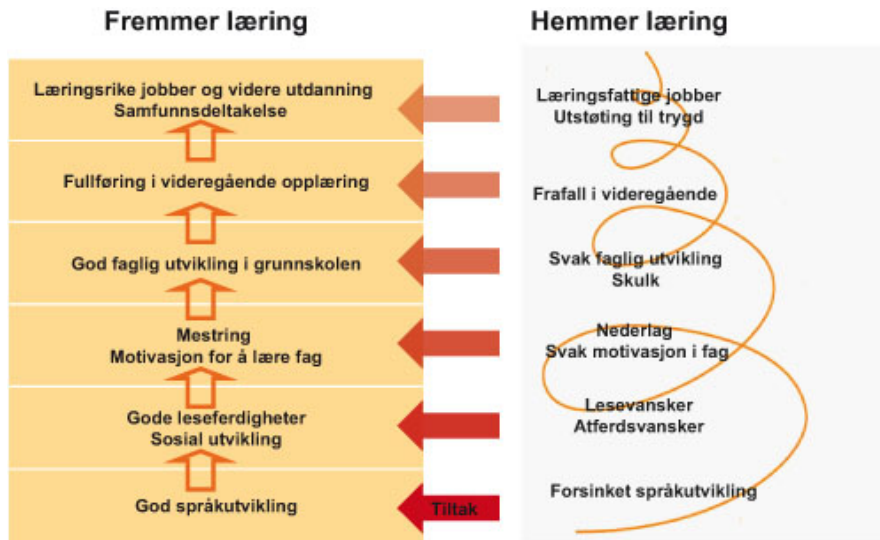 Fremmer læring
Læringsrike jobber og videre utdanning
Samfunnsdeltakelse
Fullføring i videregående opplæring
God faglig utvikling i grunnskolen
Mestring
Motivasjon for å lære fag
Gode leseferdigheter
Sosial utvikling
God språkutvikling
Tiltak
Hemmer læring
Læringsfattige jobber
Utstøting til trygd
Frafall i videregående
Svak faglig utvikling
Skulk
Nederlag
Svak motivasjon i fag
Lesevansker
Atferdsvansker
Forsinket språkutvikling